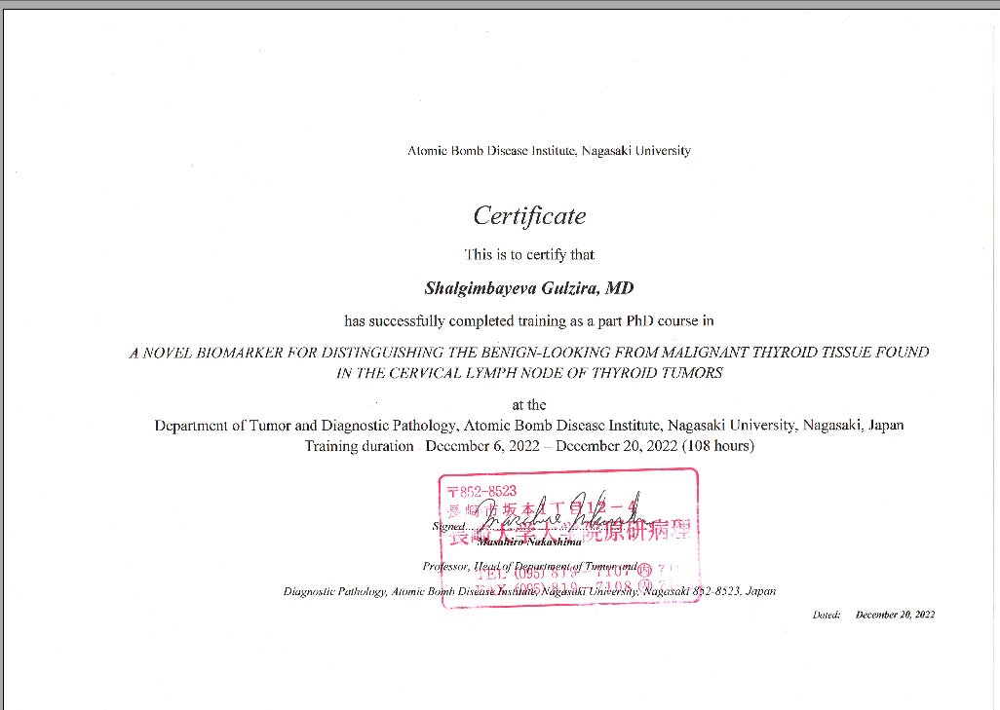 Atomic Bomb Disease Institute, Nagasaki University
Certificate
This is to certify that
Shalgimbayeva Gulzira, MD
has successfully completed training as a part PhD course in
A NOVEL BIOMARKER FOR DISTINGUISHING THE BENIGN-LOOKING FROM MALIGNANT THYROID TISSUE FOUND
IN THE CERVICAL LYMPH NODE OF THYROID TUMORS
at the
Department of Tumor and Diagnostic Pathology, Atomic Bomb Disease Institute, Nagasaki University, Nagasaki, Japan
Training duration December 6, 2022 – December 20, 2022 (108 hours)
〒852-8523
長崎市坂本1丁目12-4
Signed
長崎大学大学院原研病理
Masahiro Nakashima
Professor, Head of Department of Tumor and
TEL (095) 819-7107 ㊅
Diagnostic Pathology, Atomic Bomb Disease Institute, Nagasaki University, Nagasaki 852-8523, Japan
FAX (095) 819-7108
Dated: December 20, 2022